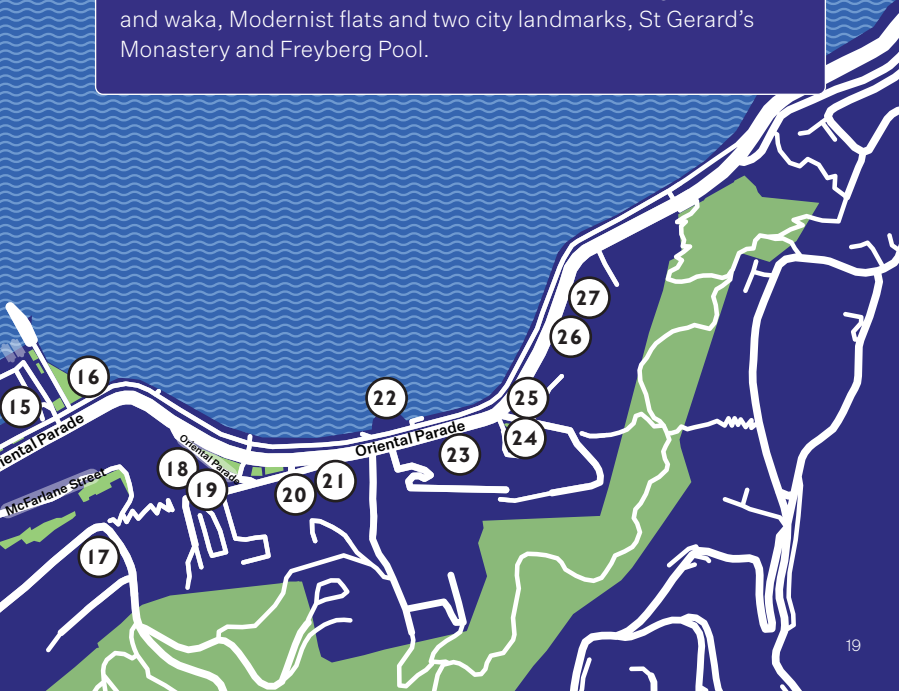 and waka, Modernist flats and two city landmarks, St Gerard’s
Monastery and Freyberg Pool.
27
26
16
15
22
25
24
iental Parade
Oriental Parade
Oriental Parade
23
18
19
20
21
McFarlane Street
17
19